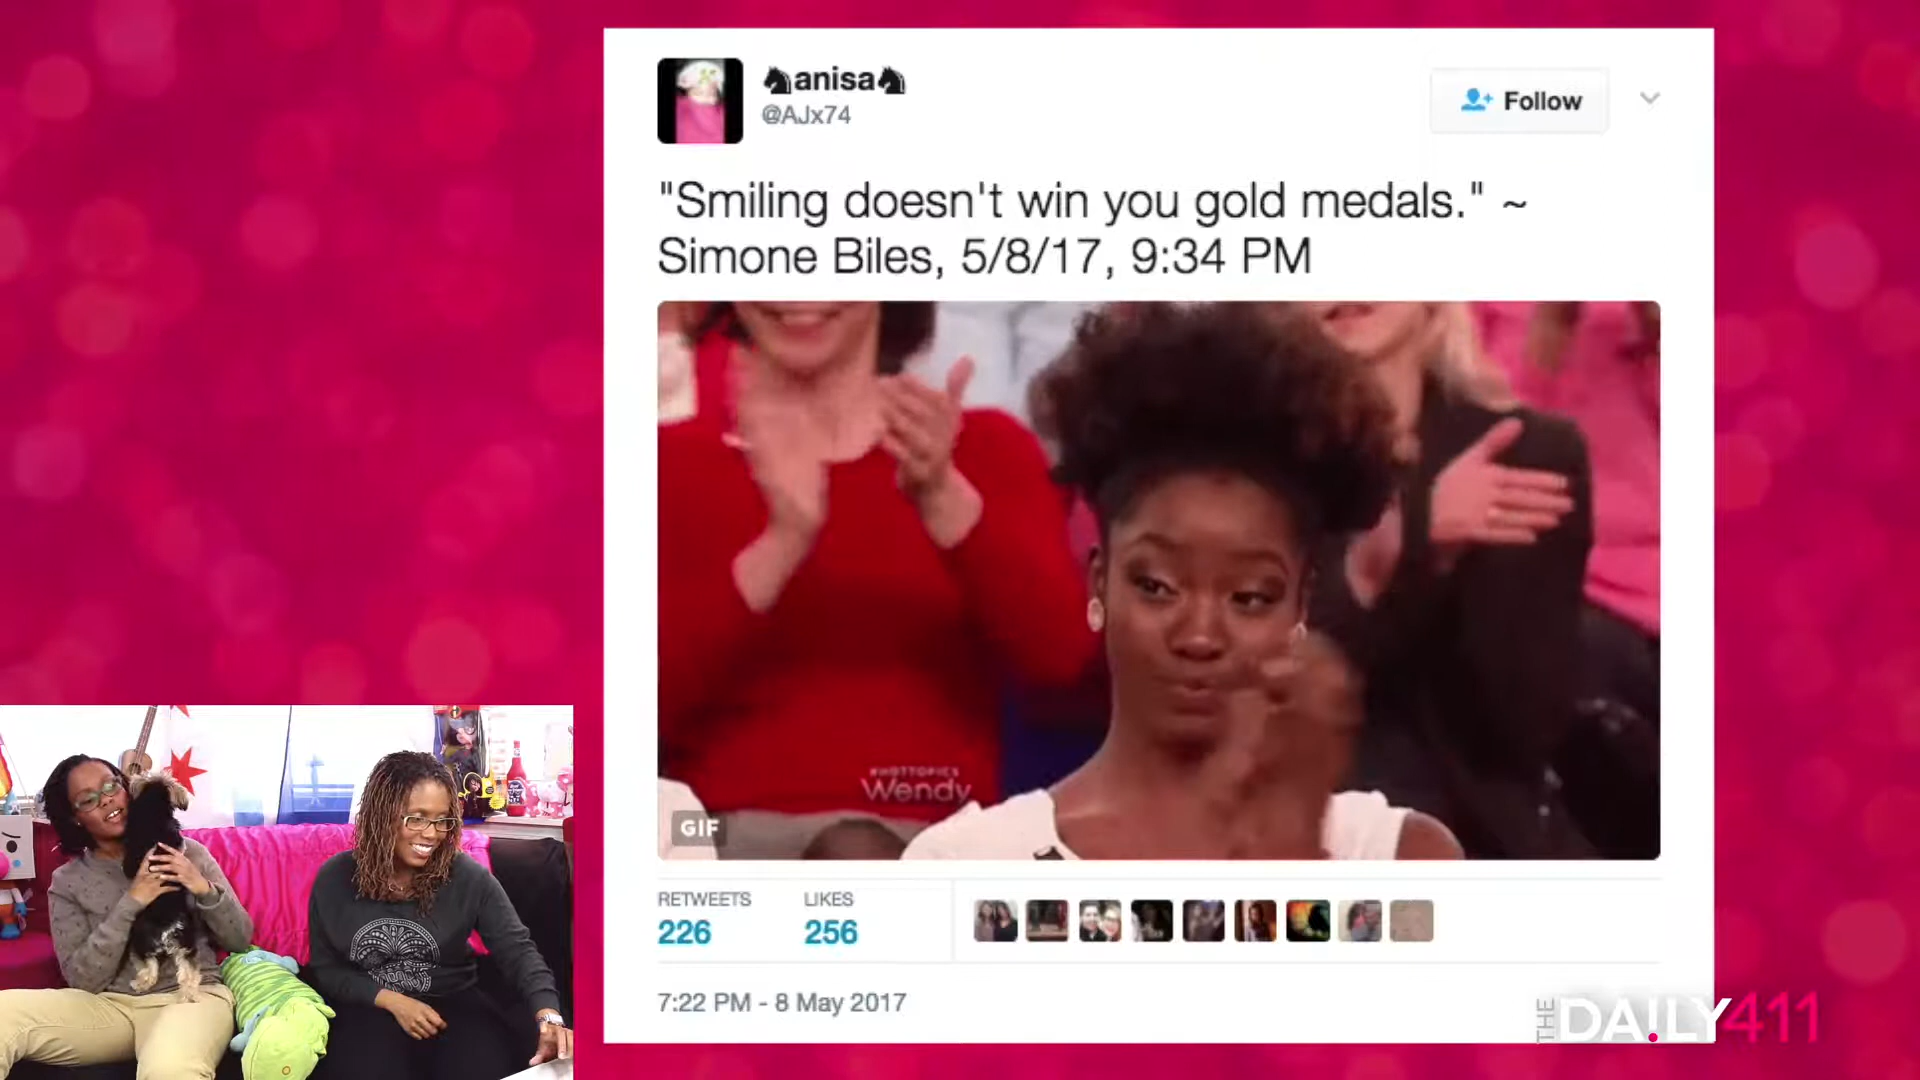 anisa
@AJx74
Follow
"Smiling doesn't win you gold medals." ~
Simone Biles, 5/8/17, 9:34 PM
#HOTTOPICS
Wendy
GIF
RETWEETS
226
LIKES
256
7:22 PM - 8 May 2017
THE DAILY411